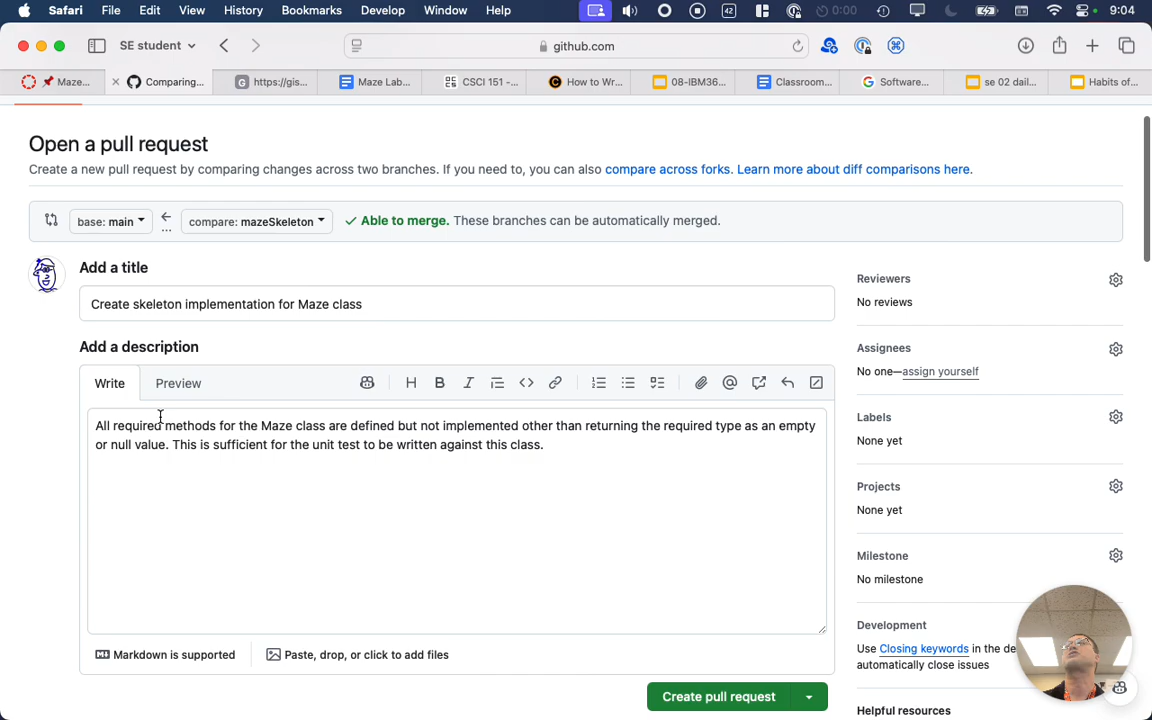 Safari File Edit View History Bookmarks Develop Window Help 42 0:00 9:04
SE student github.com
Maze... Comparing... https://gis... Maze Lab... CSCI 151 -... How to Wr... 08-IBM36... Classroom... Software... se 02 dail... Habits of...
Open a pull request
Create a new pull request by comparing changes across two branches. If you need to, you can also compare across forks. Learn more about diff comparisons here.
base: main ← compare: mazeSkeleton ✓ Able to merge. These branches can be automatically merged.
Add a title
Create skeleton implementation for Maze class
Add a description
Write Preview
All required methods for the Maze class are defined but not implemented other than returning the required type as an empty
or null value. This is sufficient for the unit test to be written against this class.
Markdown is supported Paste, drop, or click to add files
Create pull request
Reviewers
No reviews
Assignees
No one—assign yourself
Labels
None yet
Projects
None yet
Milestone
No milestone
Development
Use Closing keywords in the de
automatically close issues
Helpful resources